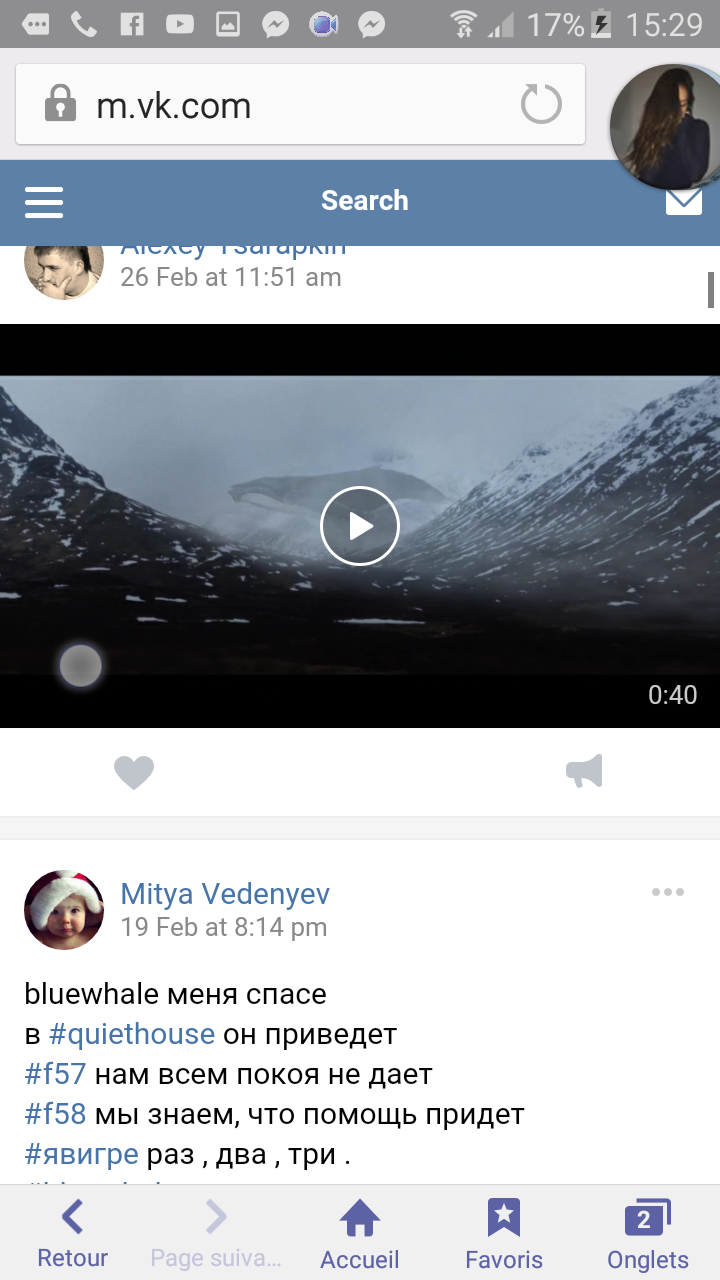 17% 15:29
m.vk.com
Search
Alexey Tsarapkin
26 Feb at 11:51 am
0:40
Mitya Vedenyev
19 Feb at 8:14 pm
bluewhale меня спасе
в #quiethouse он приведет
#f57 нам всем покоя не дает
#f58 мы знаем, что помощь придет
#явигре раз , два , три .
Retour Page suiva... Accueil Favoris 2 Onglets